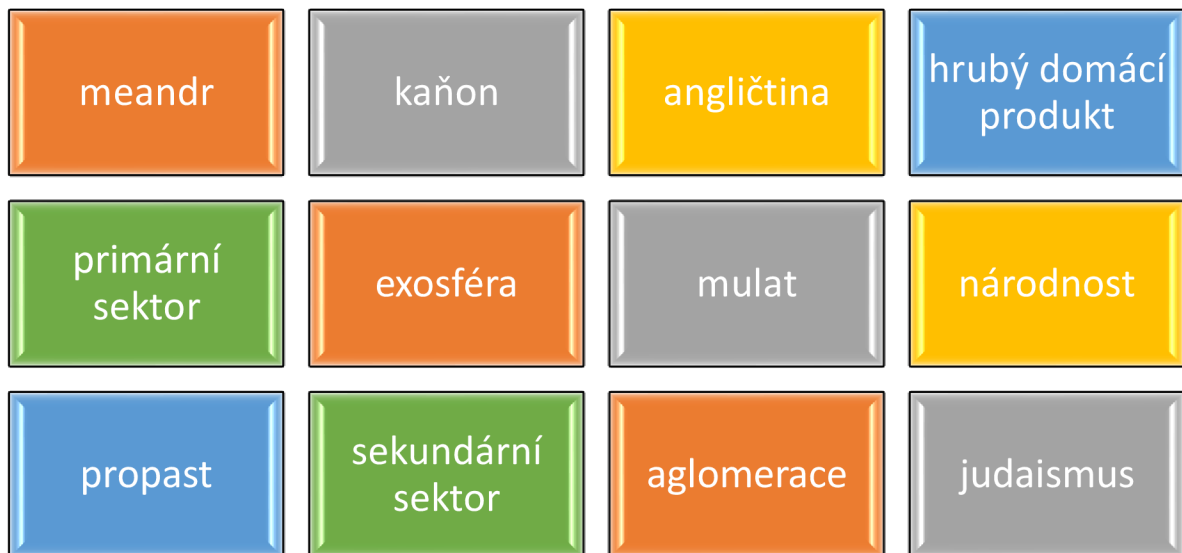 meandr
kaňon
angličtina
hrubý domácí
produkt
primární
sektor
exosféra
mulat
národnost
propast
sekundární
sektor
aglomerace
judaismus